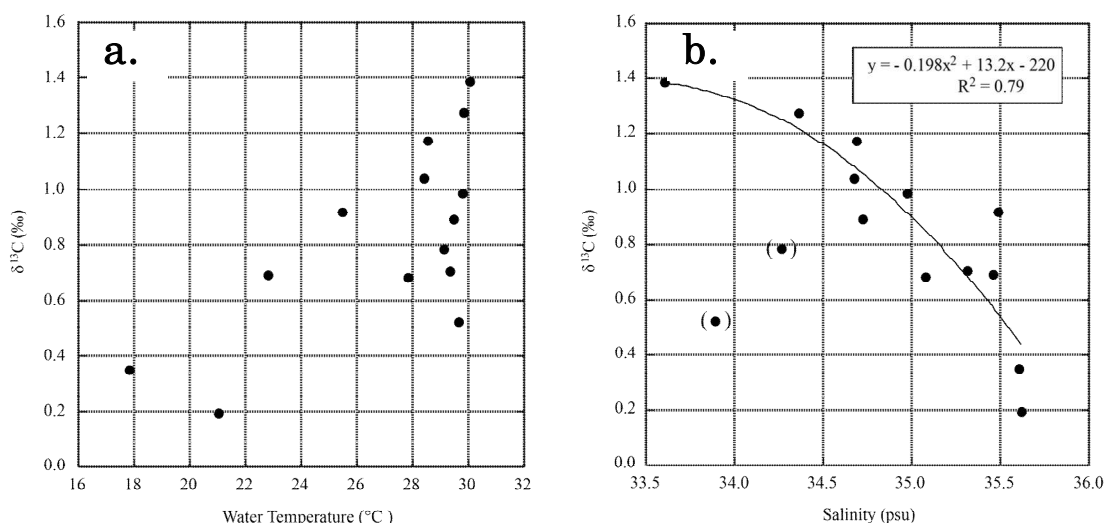 a.
1.6
1.4
1.2
1.0
0.8
0.6
0.4
0.2
0.0
δ ¹³C (‰)
16 18 20 22 24 26 28 30 32
Water Temperature (°C )
b.
y = - 0.198x² + 13.2x - 220
R² = 0.79
1.6
1.4
1.2
1.0
0.8
0.6
0.4
0.2
0.0
δ ¹³C (‰)
( )
( )
33.5 34.0 34.5 35.0 35.5 36.0
Salinity (psu)